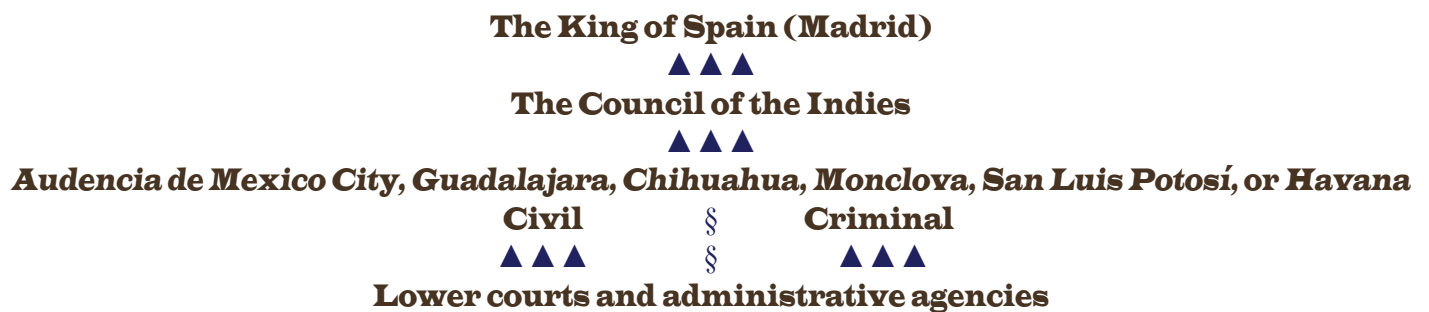 The King of Spain (Madrid)
▲ ▲ ▲
The Council of the Indies
▲ ▲ ▲
Audencia de Mexico City, Guadalajara, Chihuahua, Monclova, San Luis Potosí, or Havana
Civil § Criminal
▲ ▲ ▲ § ▲ ▲ ▲
Lower courts and administrative agencies